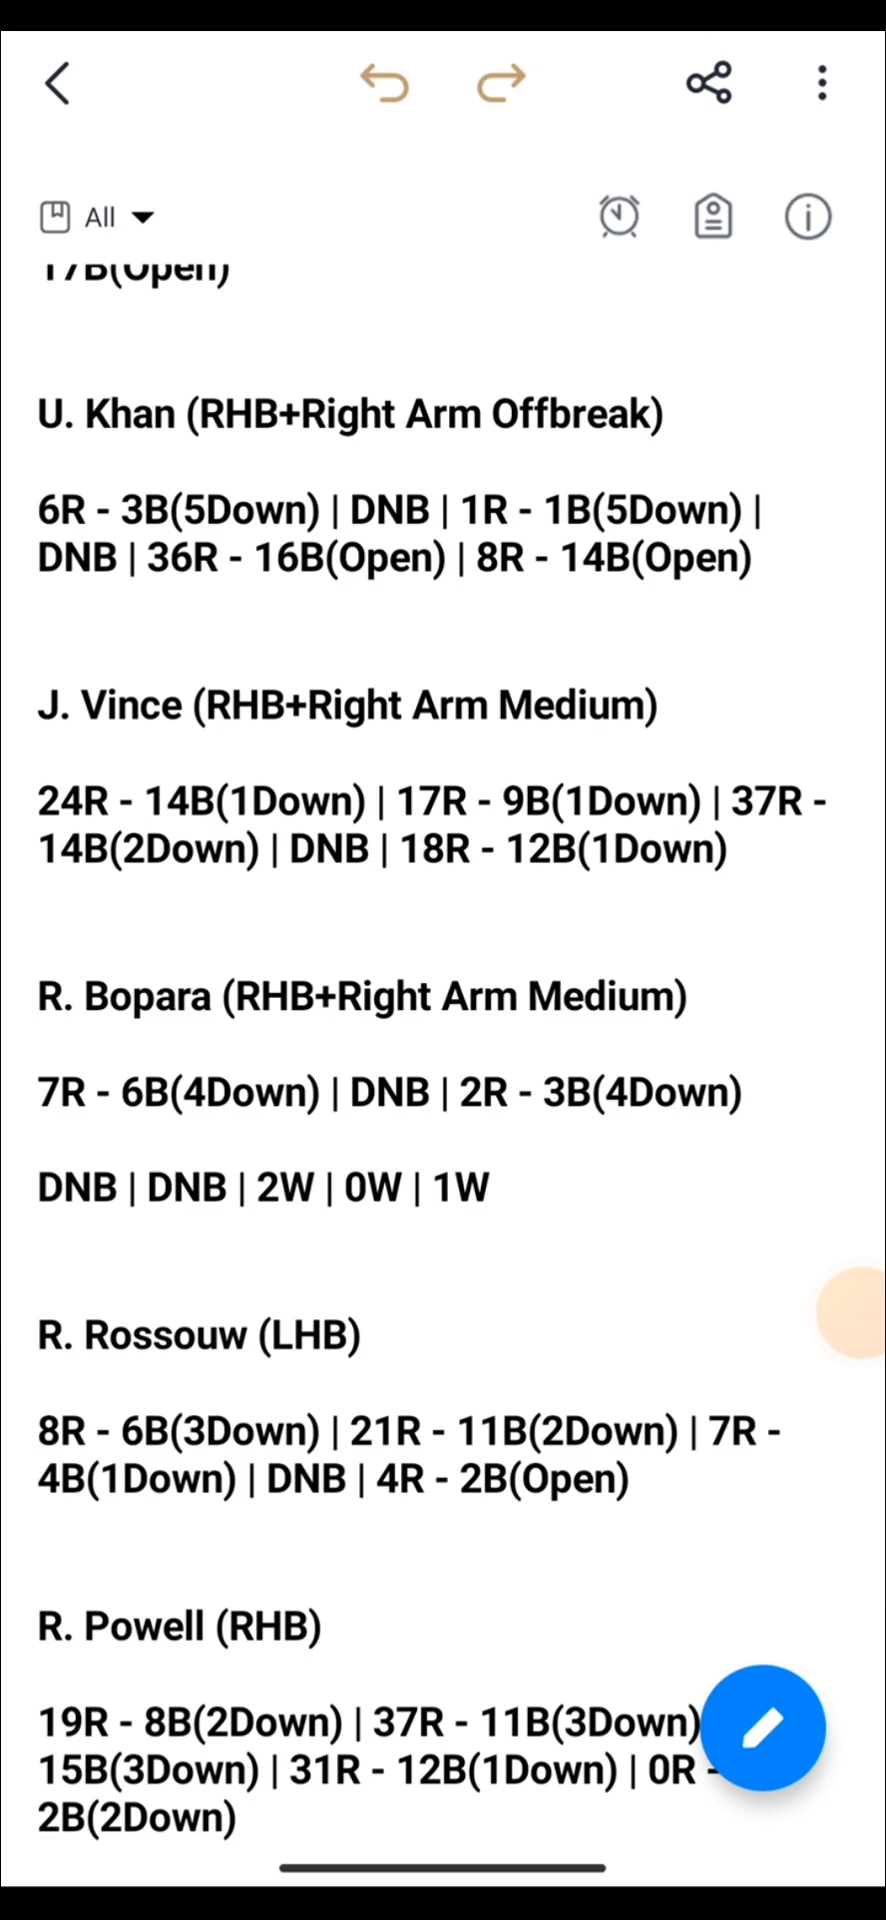 All
17B(Open)
U. Khan (RHB+Right Arm Offbreak)
6R - 3B(5Down) | DNB | 1R - 1B(5Down) |
DNB | 36R - 16B(Open) | 8R - 14B(Open)
J. Vince (RHB+Right Arm Medium)
24R - 14B(1Down) | 17R - 9B(1Down) | 37R -
14B(2Down) | DNB | 18R - 12B(1Down)
R. Bopara (RHB+Right Arm Medium)
7R - 6B(4Down) | DNB | 2R - 3B(4Down)
DNB | DNB | 2W | 0W | 1W
R. Rossouw (LHB)
8R - 6B(3Down) | 21R - 11B(2Down) | 7R -
4B(1Down) | DNB | 4R - 2B(Open)
R. Powell (RHB)
19R - 8B(2Down) | 37R - 11B(3Down)
15B(3Down) | 31R - 12B(1Down) | 0R -
2B(2Down)